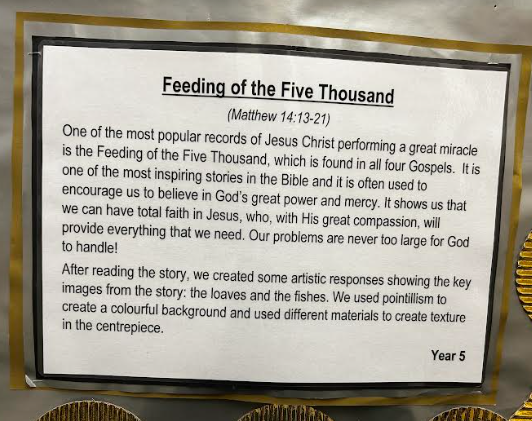 Feeding of the Five Thousand
(Matthew 14:13-21)
One of the most popular records of Jesus Christ performing a great miracle
is the Feeding of the Five Thousand, which is found in all four Gospels. It is
one of the most inspiring stories in the Bible and it is often used to
encourage us to believe in God's great power and mercy. It shows us that
we can have total faith in Jesus, who, with His great compassion, will
provide everything that we need. Our problems are never too large for God
to handle!
After reading the story, we created some artistic responses showing the key
images from the story: the loaves and the fishes. We used pointillism to
create a colourful background and used different materials to create texture
in the centrepiece.
Year 5